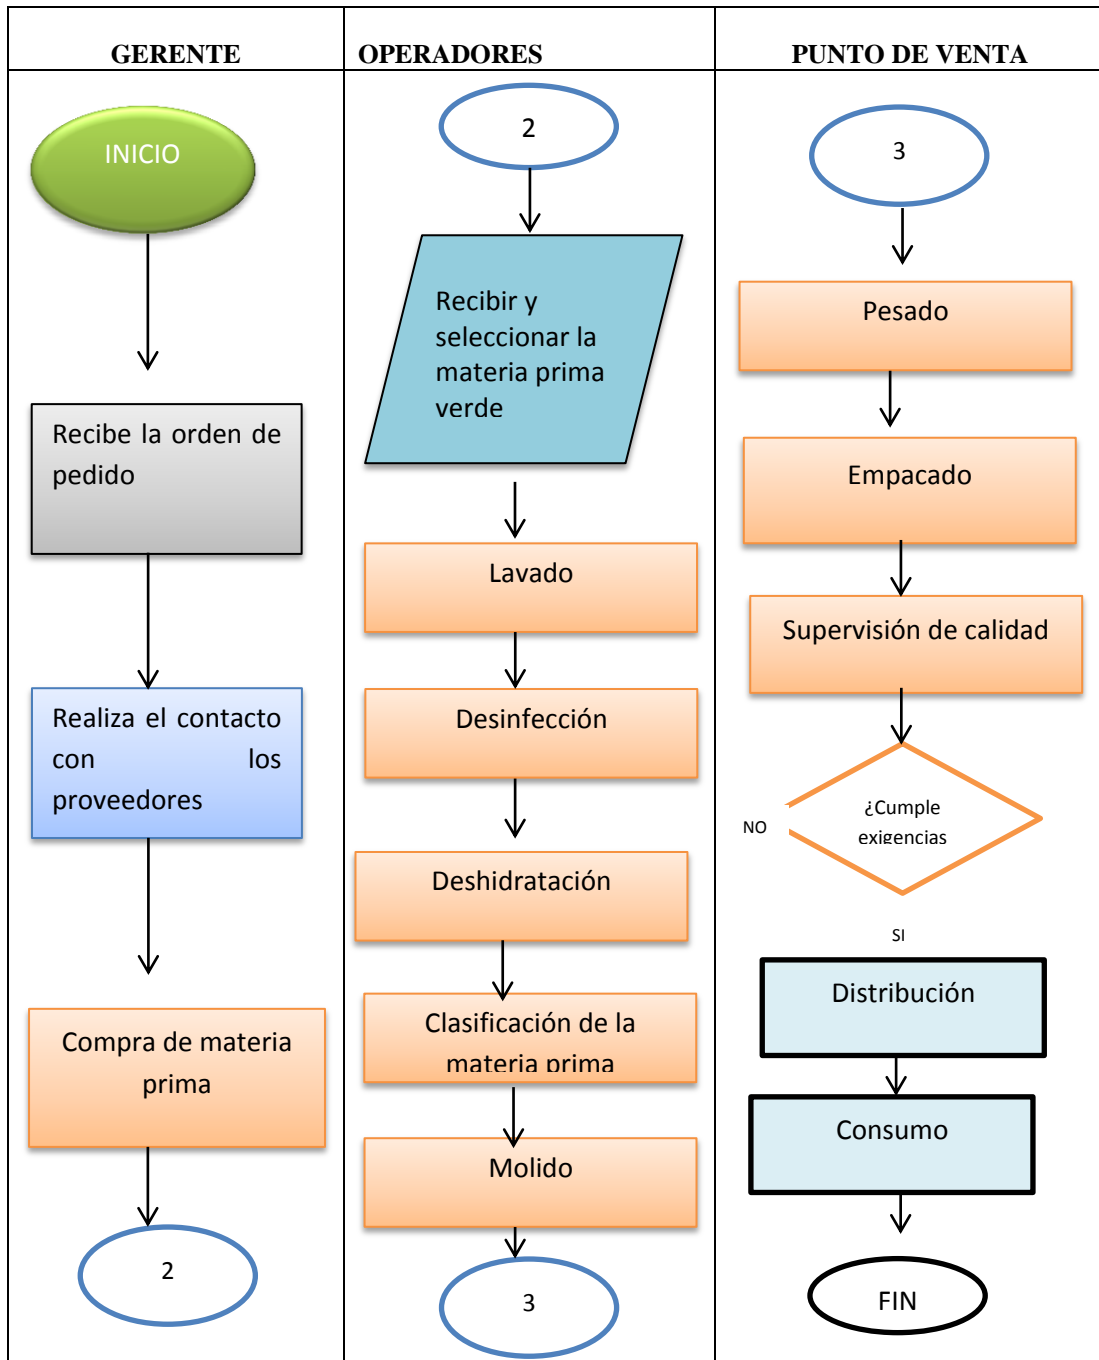 GERENTE
OPERADORES
PUNTO DE VENTA
INICIO
Recibe la orden de
pedido
Realiza el contacto
con los
proveedores
Compra de materia
prima
2
2
Recibir y
seleccionar la
materia prima
verde
Lavado
Desinfección
Deshidratación
Clasificación de la
materia prima
Molido
3
3
Pesado
Empacado
Supervisión de calidad
¿Cumple
exigencias
NO
SI
Distribución
Consumo
FIN